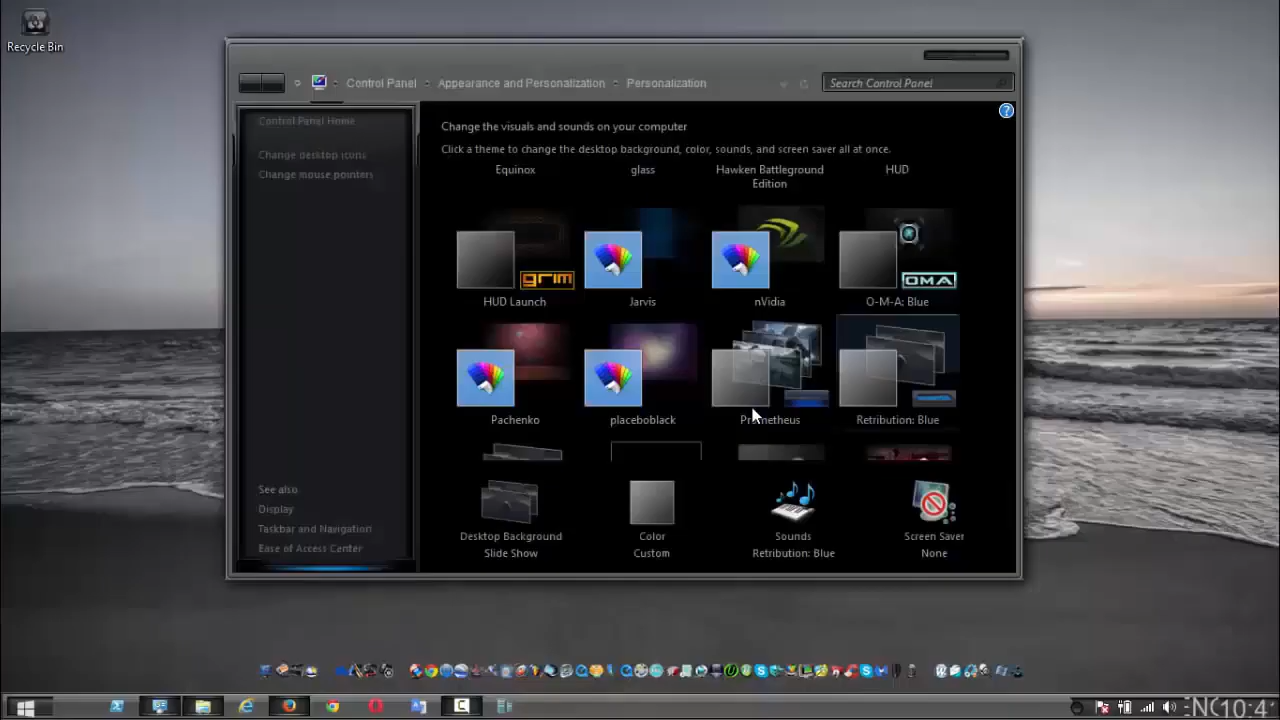 Recycle Bin
Control Panel
Appearance and Personalization
Personalization
Search Control Panel
Control Panel Home
Change desktop icons
Change mouse pointers
Change the visuals and sounds on your computer
Click a theme to change the desktop background, color, sounds, and screen saver all at once.
Equinox
glass
Hawken Battleground
Edition
HUD
GRIM
OMA
HUD Launch
Jarvis
nVidia
O-M-A: Blue
Pachenko
placeboblack
Prometheus
Retribution: Blue
See also
Display
Taskbar and Navigation
Ease of Access Center
Desktop Background
Slide Show
Color
Custom
Sounds
Retribution: Blue
Screen Saver
None
10:4